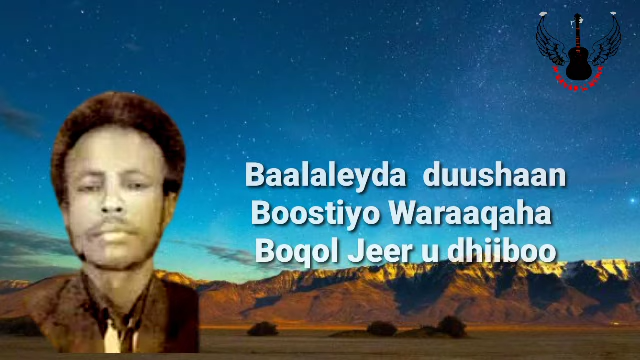 Baalaleyda duushaan
Boostiyo Waraaqaha
Boqol Jeer u dhiiboo